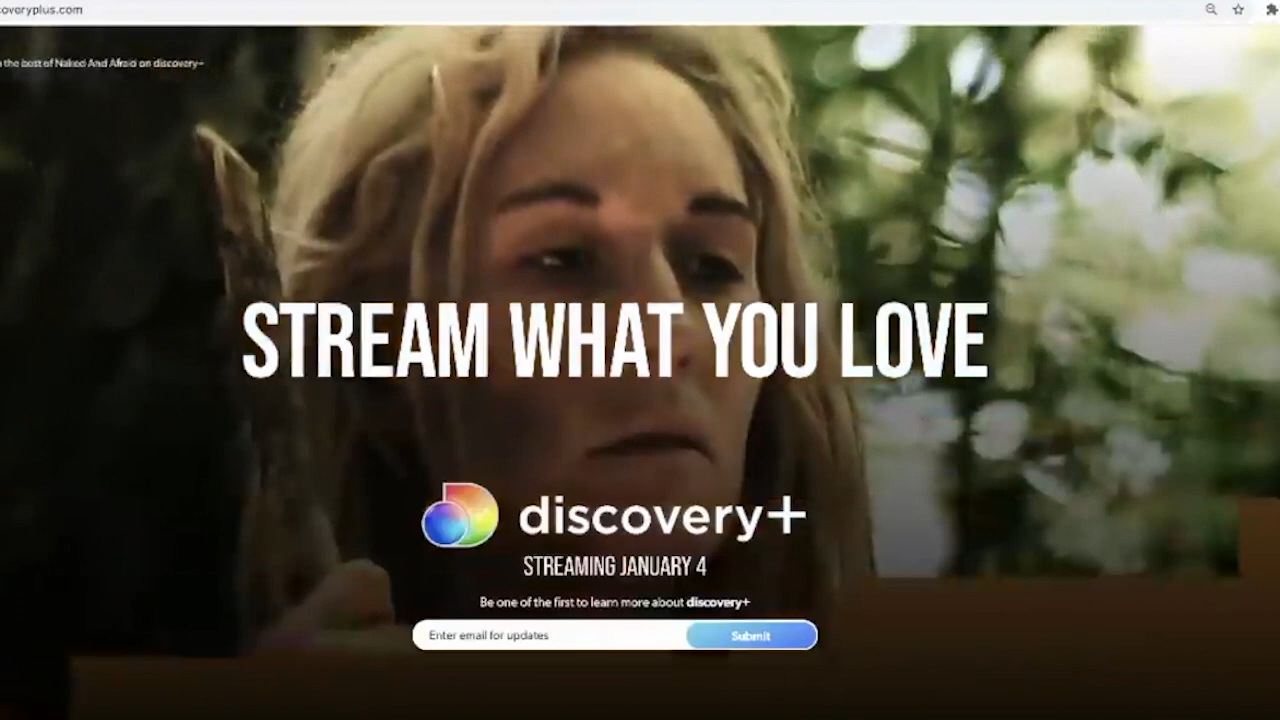 overyplus.com
the best of Naked And Afraid on discovery+
STREAM WHAT YOU LOVE
discovery+
STREAMING JANUARY 4
Be one of the first to learn more about discovery+
Enter email for updates
Submit